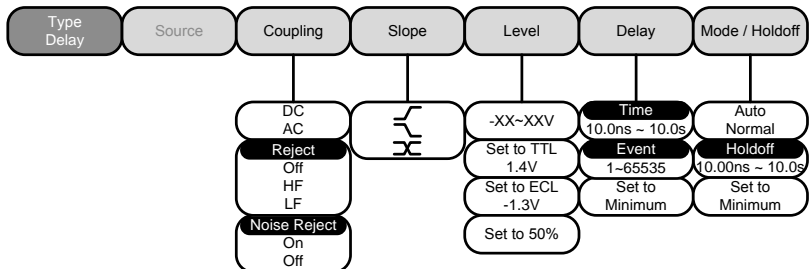 Type
Delay
Source
Coupling
Slope
Level
Delay
Mode / Holdoff
DC
AC
Reject
Off
HF
LF
Noise Reject
On
Off
-XX~XXV
Set to TTL
1.4V
Set to ECL
-1.3V
Set to 50%
Time
10.0ns ~ 10.0s
Event
1~65535
Set to
Minimum
Auto
Normal
Holdoff
10.00ns ~ 10.0s
Set to
Minimum